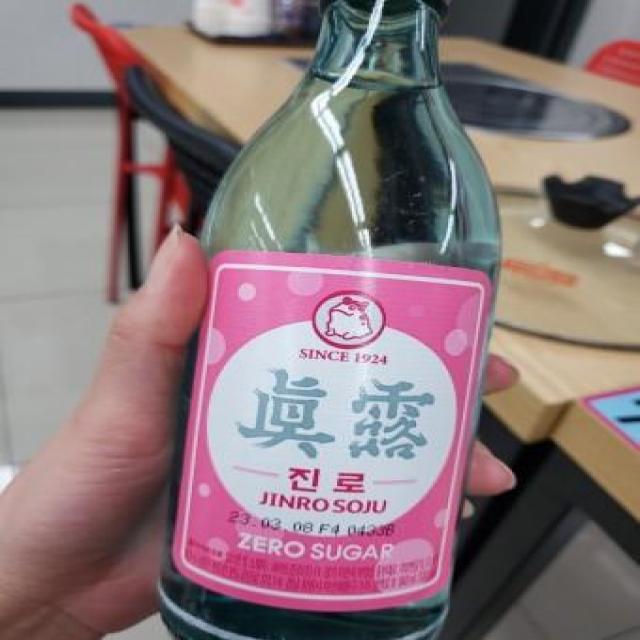 SINCE 1924
眞露
진로
JINRO SOJU
23. 03. 08 F4 0433B
ZERO SUGAR